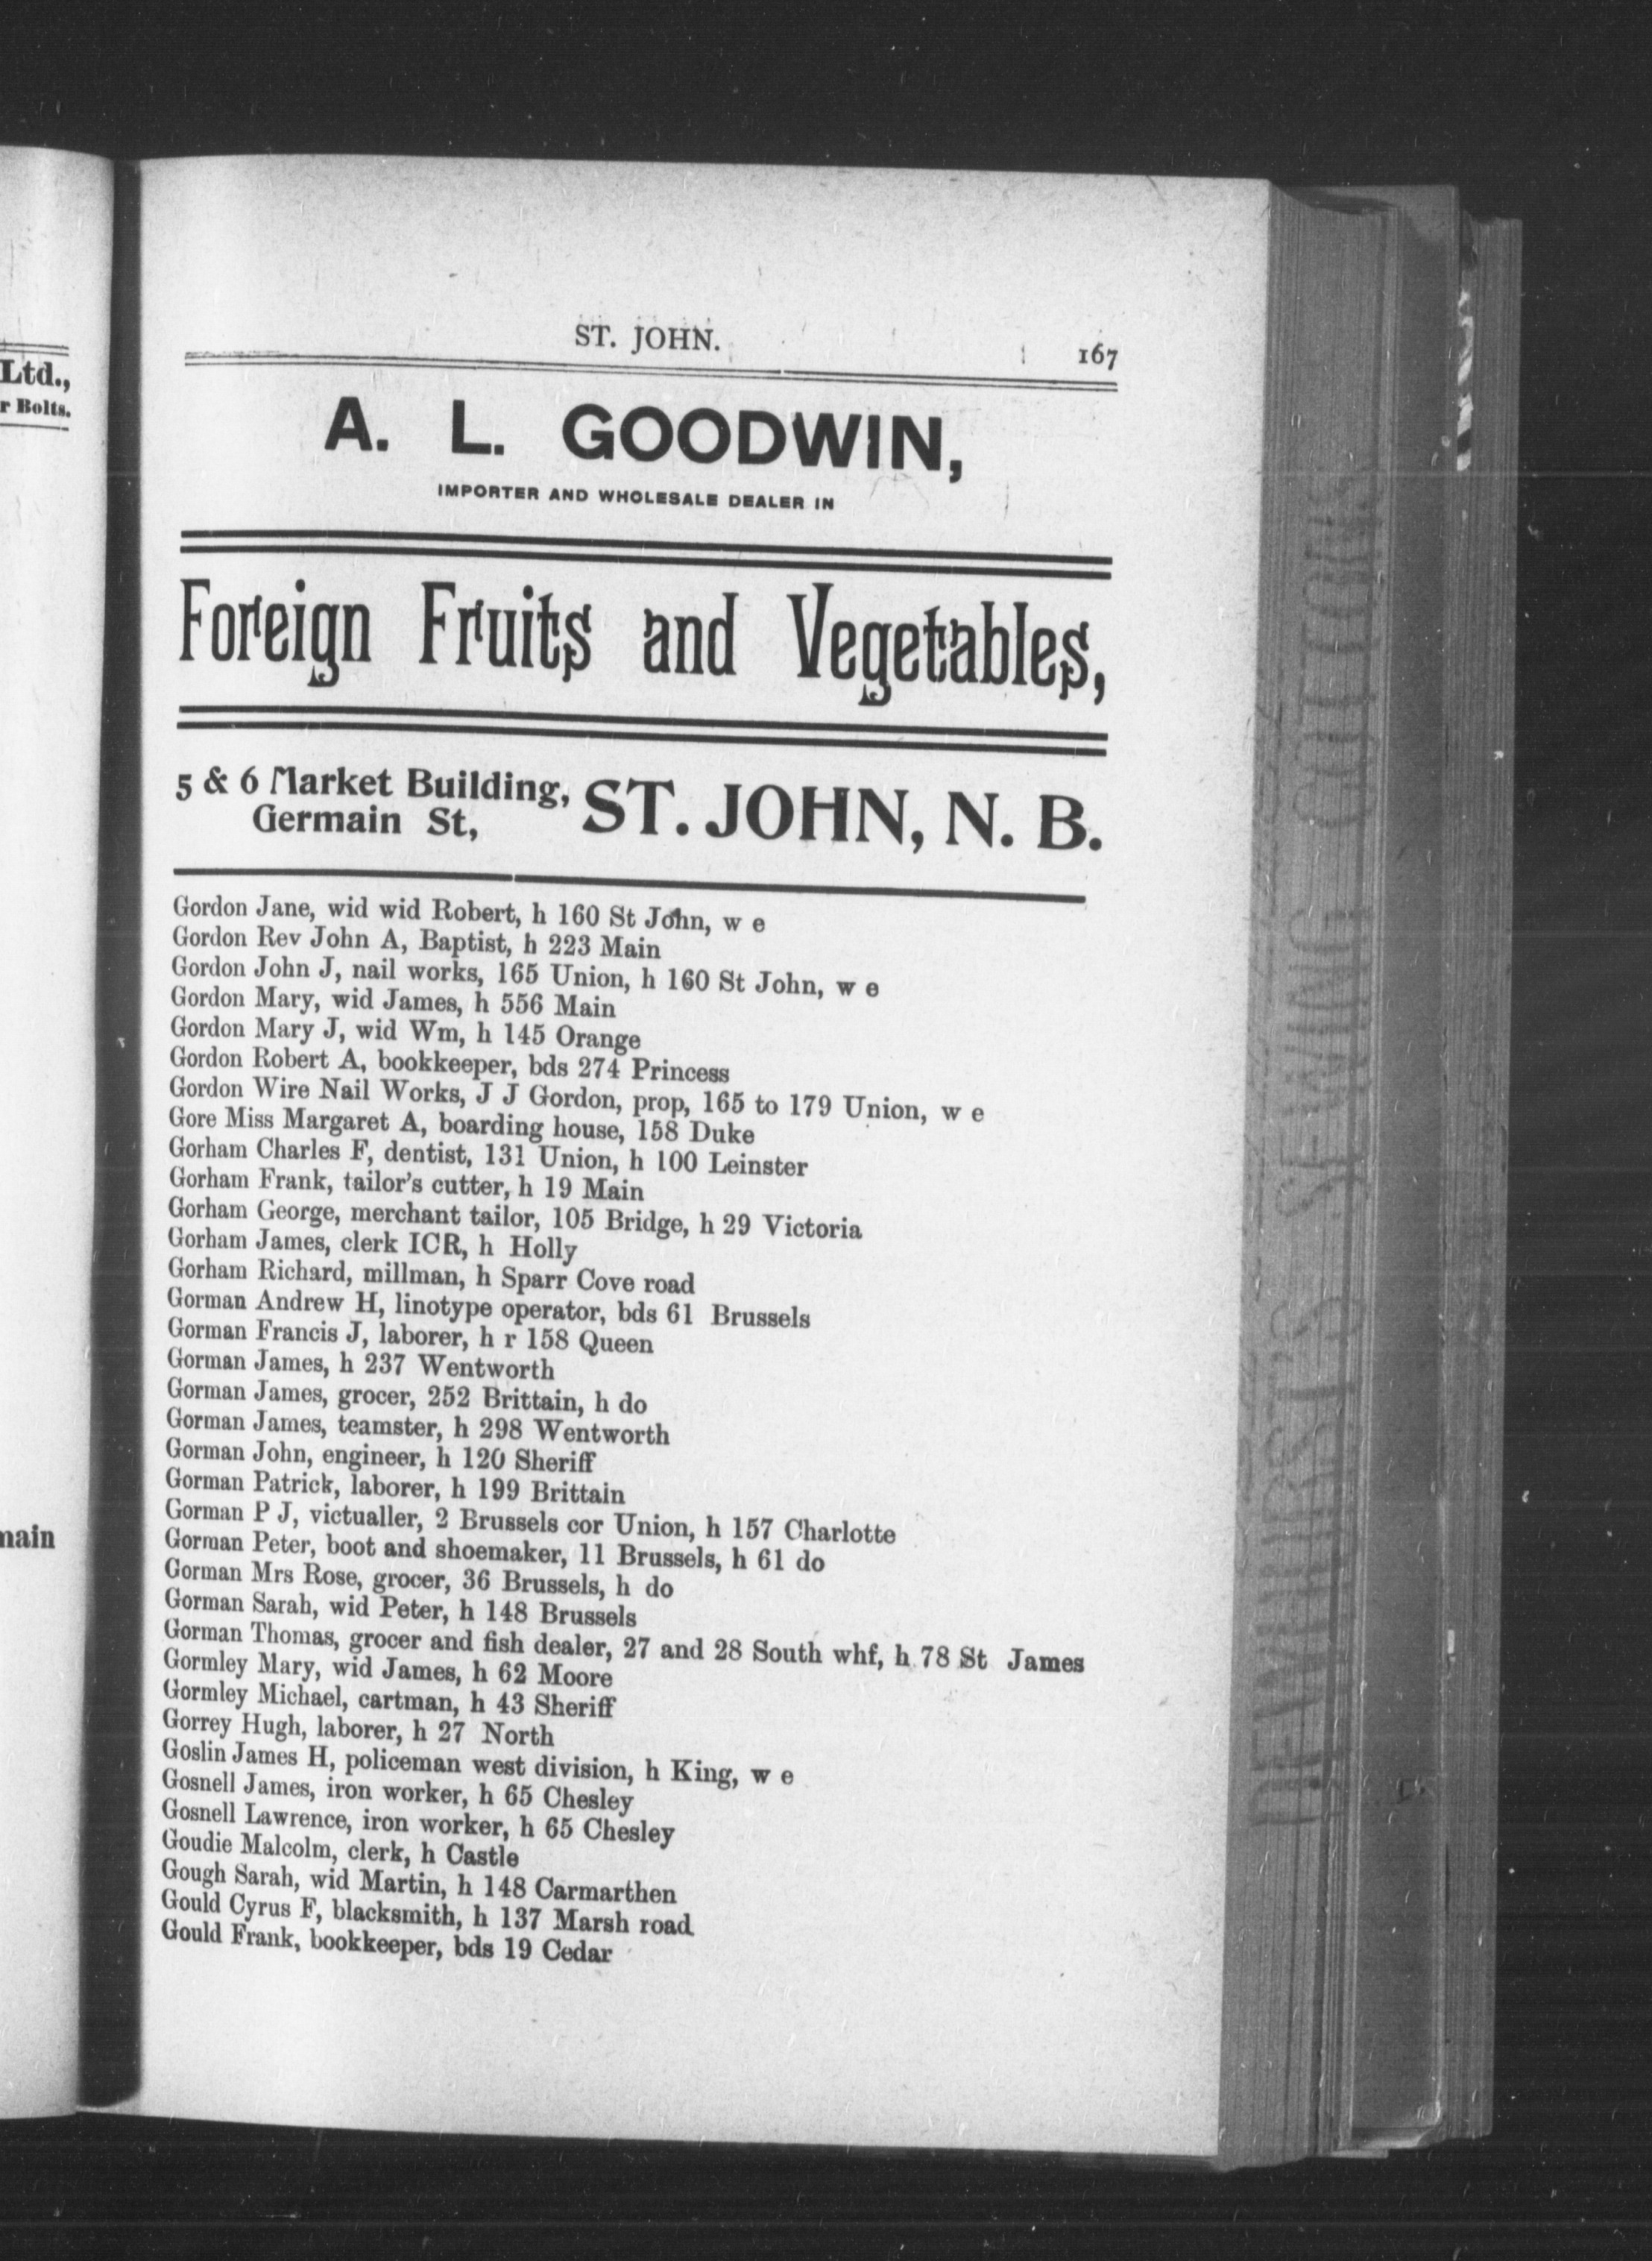 Ltd.,
r Bolts.
main
ST. JOHN. 167
A. L. GOODWIN,
IMPORTER AND WHOLESALE DEALER IN
Foreign Fruits and Vegetables,
5 & 6 Market Building,
Germain St,
ST. JOHN, N. B.
Gordon Jane, wid wid Robert, h 160 St John, w e
Gordon Rev John A, Baptist, h 223 Main
Gordon John J, nail works, 165 Union, h 160 St John, w e
Gordon Mary, wid James, h 556 Main
Gordon Mary J, wid Wm, h 145 Orange
Gordon Robert A, bookkeeper, bds 274 Princess
Gordon Wire Nail Works, J J Gordon, prop, 165 to 179 Union, w e
Gore Miss Margaret A, boarding house, 158 Duke
Gorham Charles F, dentist, 131 Union, h 100 Leinster
Gorham Frank, tailor's cutter, h 19 Main
Gorham George, merchant tailor, 105 Bridge, h 29 Victoria
Gorham James, clerk ICR, h Holly
Gorham Richard, millman, h Sparr Cove road
Gorman Andrew H, linotype operator, bds 61 Brussels
Gorman Francis J, laborer, h r 158 Queen
Gorman James, h 237 Wentworth
Gorman James, grocer, 252 Brittain, h do
Gorman James, teamster, h 298 Wentworth
Gorman John, engineer, h 120 Sheriff
Gorman Patrick, laborer, h 199 Brittain
Gorman P J, victualler, 2 Brussels cor Union, h 157 Charlotte
Gorman Peter, boot and shoemaker, 11 Brussels, h 61 do
Gorman Mrs Rose, grocer, 36 Brussels, h do
Gorman Sarah, wid Peter, h 148 Brussels
Gorman Thomas, grocer and fish dealer, 27 and 28 South whf, h 78 St James
Gormley Mary, wid James, h 62 Moore
Gormley Michael, cartman, h 43 Sheriff
Gorrey Hugh, laborer, h 27 North
Goslin James H, policeman west division, h King, w e
Gosnell James, iron worker, h 65 Chesley
Gosnell Lawrence, iron worker, h 65 Chesley
Goudie Malcolm, clerk, h Castle
Gough Sarah, wid Martin, h 148 Carmarthen
Gould Cyrus F, blacksmith, h 137 Marsh road
Gould Frank, bookkeeper, bds 19 Cedar
SEWING COTTONS